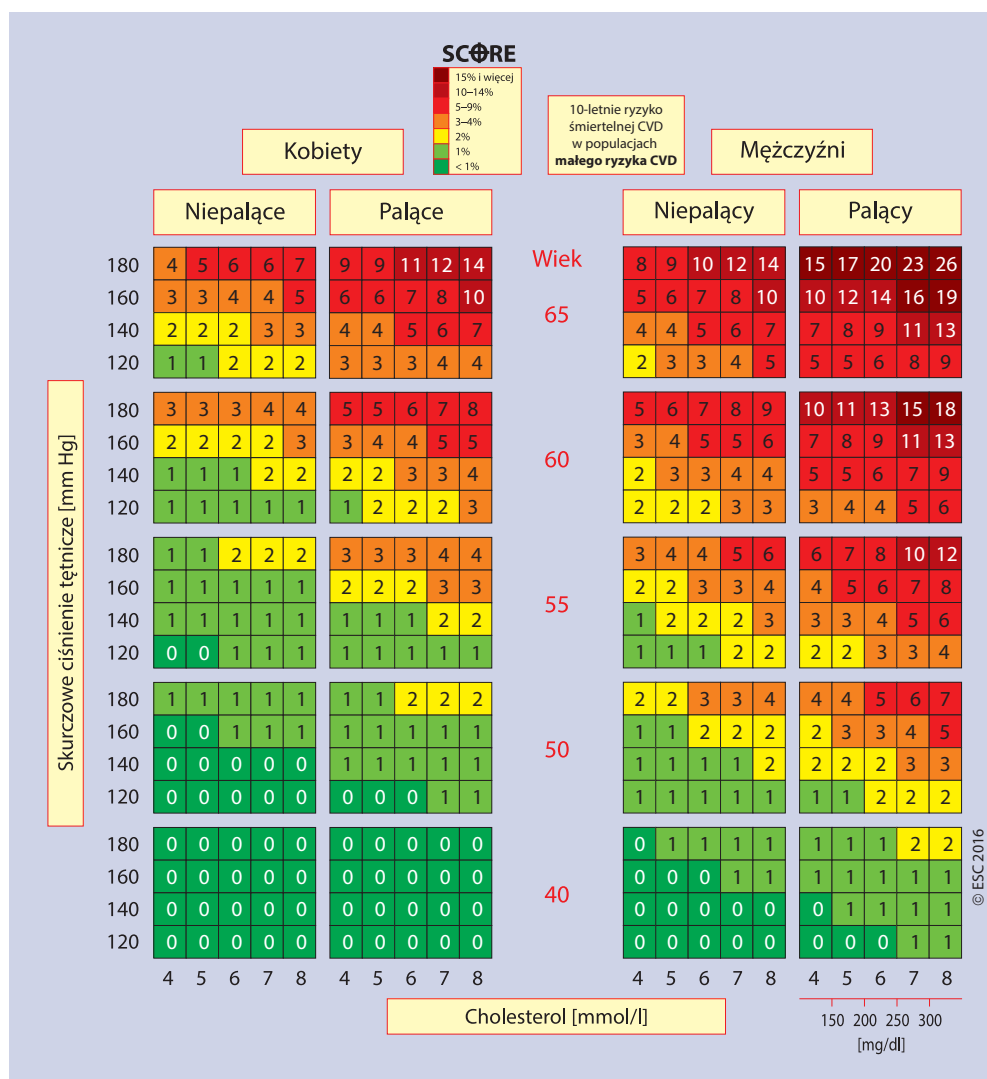 SCORE
15% i więcej
10–14%
5–9%
3–4%
2%
1%
< 1%
10-letnie ryzyko
śmiertelnej CVD
w populacjach
małego ryzyka CVD
Kobiety
Mężczyźni
Niepalące Palące Niepalący Palący
Wiek
180 4 5 6 6 7 9 9 11 12 14 8 9 10 12 14 15 17 20 23 26
160 3 3 4 4 5 6 6 7 8 10 5 6 7 8 10 10 12 14 16 19
65
140 2 2 2 3 3 4 4 5 6 7 4 4 5 6 7 7 8 9 11 13
120 1 1 2 2 2 3 3 3 4 4 2 3 3 4 5 5 5 6 8 9
180 3 3 3 4 4 5 5 6 7 8 5 6 7 8 9 10 11 13 15 18
160 2 2 2 2 3 3 4 4 5 5 3 4 5 5 6 7 8 9 11 13
60
140 1 1 1 2 2 2 2 3 3 4 2 3 3 4 4 5 5 6 7 9
120 1 1 1 1 1 1 2 2 2 3 2 2 2 3 3 3 4 4 5 6
180 1 1 2 2 2 3 3 3 4 4 3 4 4 5 6 6 7 8 10 12
160 1 1 1 1 1 2 2 2 3 3 2 2 3 3 4 4 5 6 7 8
55
140 1 1 1 1 1 1 1 1 2 2 1 2 2 2 3 3 3 4 5 6
120 0 0 1 1 1 1 1 1 1 1 1 1 1 2 2 2 2 3 3 4
180 1 1 1 1 1 1 1 2 2 2 2 2 3 3 4 4 4 5 6 7
160 0 0 1 1 1 1 1 1 1 1 1 1 2 2 2 2 3 3 4 5
50
140 0 0 0 0 0 1 1 1 1 1 1 1 1 1 2 2 2 2 3 3
120 0 0 0 0 0 0 0 0 1 1 1 1 1 1 1 1 1 2 2 2
180 0 0 0 0 0 0 0 0 0 0 0 1 1 1 1 1 1 1 2 2
160 0 0 0 0 0 0 0 0 0 0 0 0 0 1 1 1 1 1 1 1
40
140 0 0 0 0 0 0 0 0 0 0 0 0 0 0 0 0 1 1 1 1
120 0 0 0 0 0 0 0 0 0 0 0 0 0 0 0 0 0 0 1 1
4 5 6 7 8 4 5 6 7 8 4 5 6 7 8 4 5 6 7 8
Skurczowe ciśnienie tętnicze [mm Hg]
Cholesterol [mmol/l]
150 200 250 300
[mg/dl]
© ESC 2016